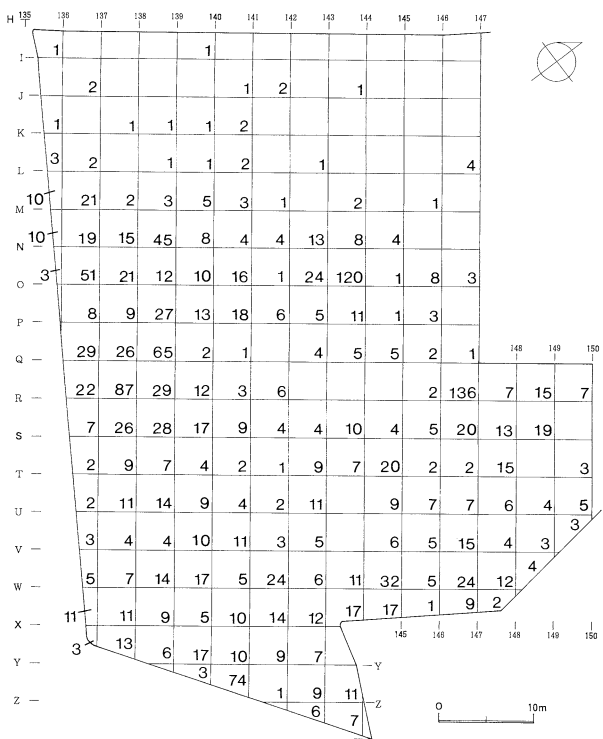 H 135 136 137 138 139 140 141 142 143 144 145 146 147
1 1
I
2 1 2 1
J
1 1 1 1 2
K
3 2 1 1 2 1 4
L
10 21 2 3 5 3 1 2 1
M
10 19 15 45 8 4 4 13 8 4
N
3 51 21 12 10 16 1 24 120 1 8 3
O
8 9 27 13 18 6 5 11 1 3
P
29 26 65 2 1 4 5 5 2 1
Q 148 149 150
22 87 29 12 3 6 2 136 7 15 7
R
7 26 28 17 9 4 4 10 4 5 20 13 19
S
2 9 7 4 2 1 9 7 20 2 2 15 3
T
2 11 14 9 4 2 11 9 7 7 6 4 5
U
3
3 4 4 10 11 3 5 6 5 15 4 3
V
4
5 7 14 17 5 24 6 11 32 5 24 12
W
11 11 9 5 10 14 12 17 17 1 9 2
X 145 146 147 148 149 150
3 13 6 17 10 9 7
Y Y
3 74 1 9 11
Z Z
6 7
0 10m